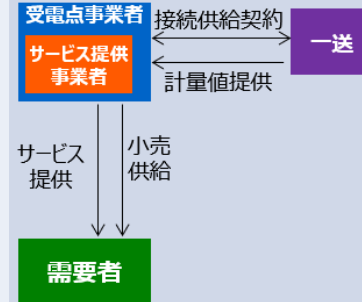 受電点事業者
サービス提供
事業者
接続供給契約
一送
計量値提供
サービス
提供
小売
供給
需要者